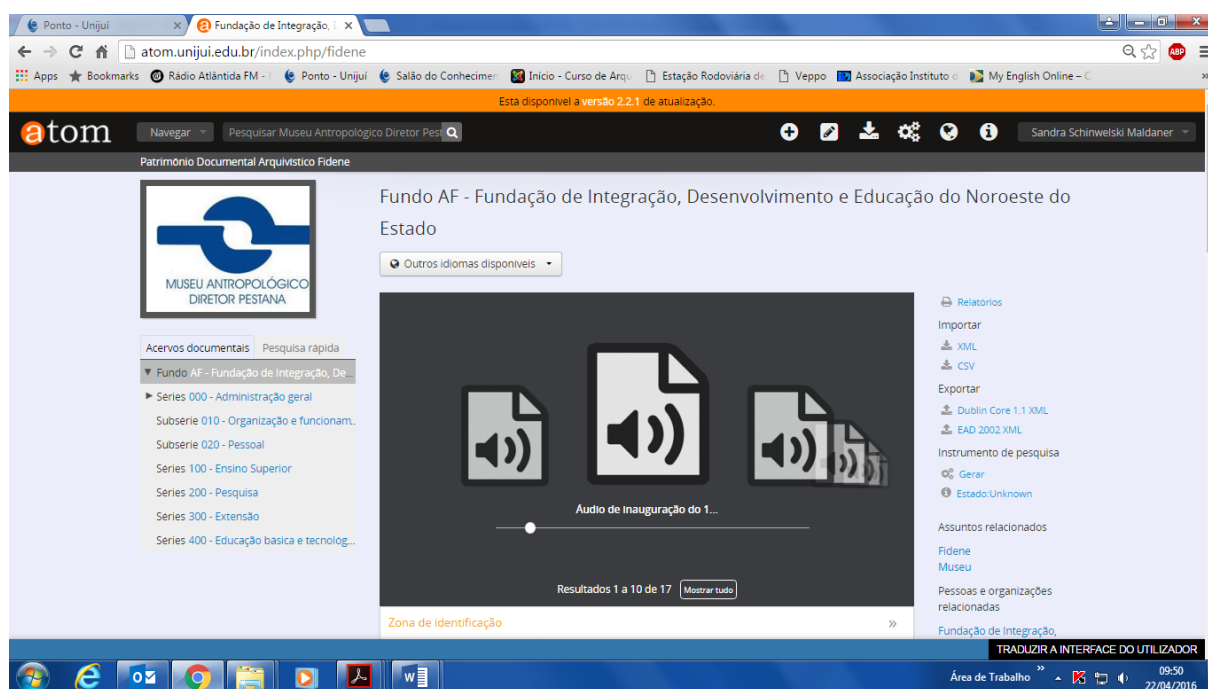 Ponto - Unijuí
Fundação de Integração, D
atom.unijui.edu.br/index.php/fidene
Apps
Bookmarks
Rádio Atlântida FM -
Ponto - Unijuí
Salão do Conhecimen
Início - Curso de Arqu
Estação Rodoviária de
Veppo
Associação Instituto d
My English Online – C
Esta disponivel a versão 2.2.1 de atualização.
atom
Navegar
Pesquisar Museu Antropológico Diretor Pest
Sandra Schinwelski Maldaner
Patrimônio Documental Arquivístico Fidene
MUSEU ANTROPOLÓGICO
DIRETOR PESTANA
Fundo AF - Fundação de Integração, Desenvolvimento e Educação do Noroeste do
Estado
Outros idiomas disponíveis
Acervos documentais Pesquisa rapida
Fundo AF - Fundação de Integração, De...
Series 000 - Administração geral
Subserie 010 - Organização e funcionam..
Subserie 020 - Pessoal
Series 100 - Ensino Superior
Series 200 - Pesquisa
Series 300 - Extensão
Series 400 - Educação basica e tecnolog...
Áudio de inauguração do 1...
Resultados 1 a 10 de 17 Mostrar tudo
Zona de identificação »
Relatórios
Importar
XML
CSV
Exportar
Dublin Core 1.1 XML
EAD 2002 XML
Instrumento de pesquisa
Gerar
Estado:Unknown
Assuntos relacionados
Fidene
Museu
Pessoas e organizações
relacionadas
Fundação de Integração,
TRADUZIR A INTERFACE DO UTILIZADOR
Área de Trabalho »
09:50
22/04/2016